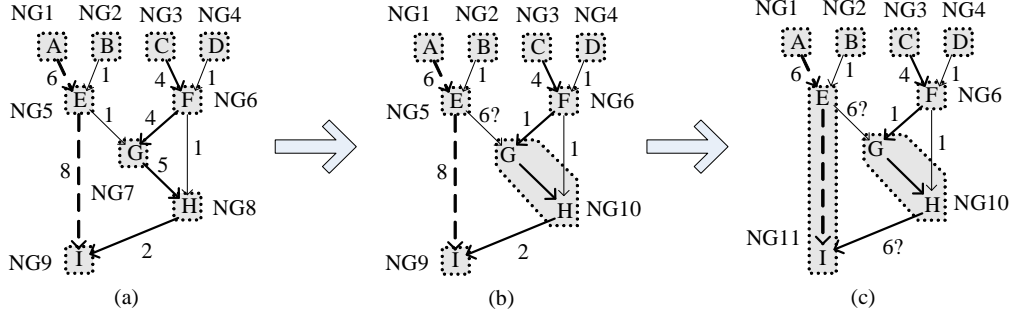 NG1 NG2 NG3 NG4
A B C D
6 1 4 1
NG5 E F NG6
1 4
G
8 5 1
NG7 H NG8
NG9 I 2
(a)
NG1 NG2 NG3 NG4
A B C D
6 1 4 1
NG5 E F NG6
6? 1
G
8 1
H NG10
NG9 I 2
(b)
NG1 NG2 NG3 NG4
A B C D
6 1 4 1
E F NG6
6? 1
G
1
H NG10
NG11
I 6?
(c)